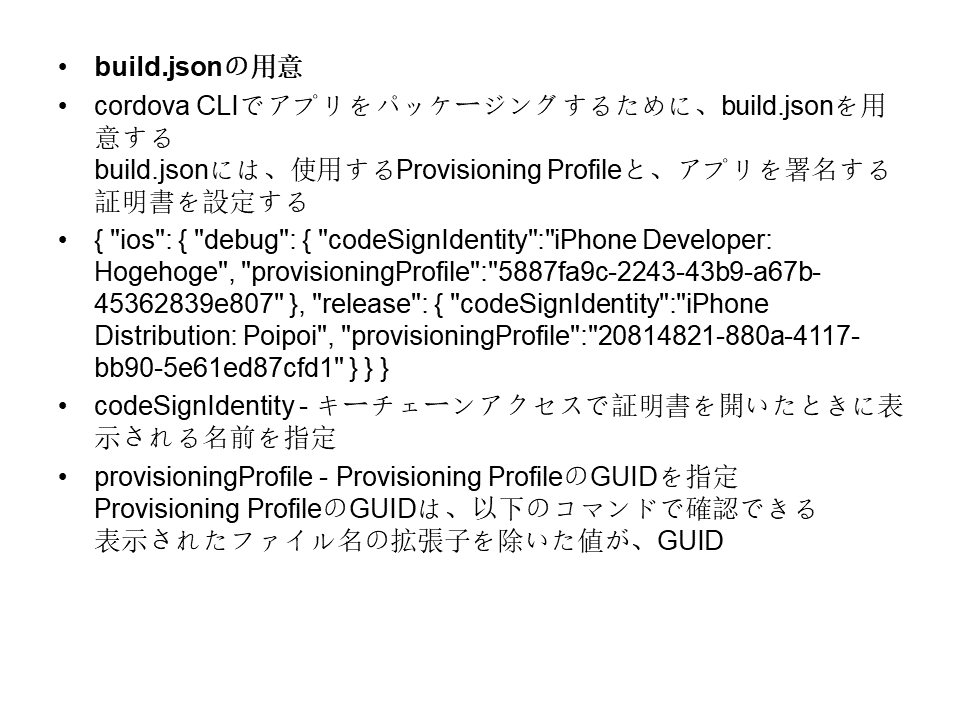 • build.jsonの用意
• cordova CLIでアプリをパッケージングするために、build.jsonを用
意する
build.jsonには、使用するProvisioning Profileと、アプリを署名する
証明書を設定する
• { "ios": { "debug": { "codeSignIdentity":"iPhone Developer:
Hogehoge", "provisioningProfile":"5887fa9c-2243-43b9-a67b-
45362839e807" }, "release": { "codeSignIdentity":"iPhone
Distribution: Poipoi", "provisioningProfile":"20814821-880a-4117-
bb90-5e61ed87cfd1" } } }
• codeSignIdentity - キーチェーンアクセスで証明書を開いたときに表
示される名前を指定
• provisioningProfile - Provisioning ProfileのGUIDを指定
Provisioning ProfileのGUIDは、以下のコマンドで確認できる
表示されたファイル名の拡張子を除いた値が、GUID